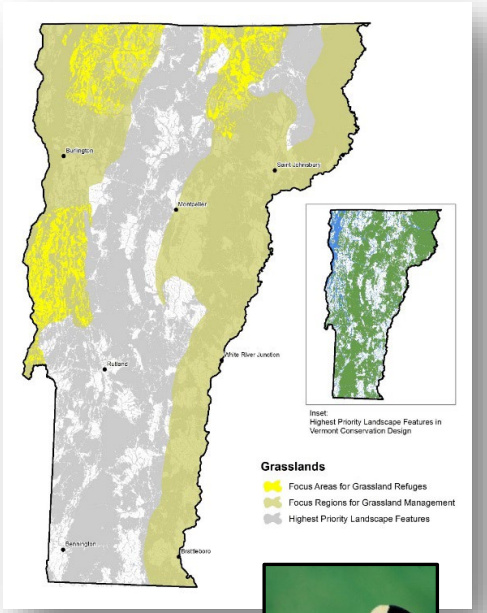 Burlington
Saint Johnsbury
Montpelier
White River Junction
Rutland
Inset:
Highest Priority Landscape Features in
Vermont Conservation Design
Grasslands
Focus Areas for Grassland Refuges
Focus Regions for Grassland Management
Highest Priority Landscape Features
Bennington
Brattleboro